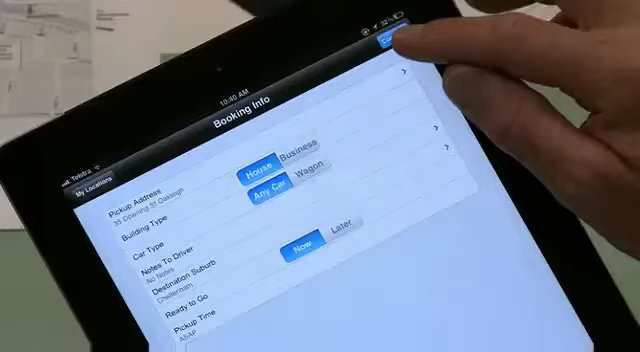 Telstra
10:40 AM
32%
My Locations
Booking Info
Pickup Address
35 Dowling St Oakleigh
Building Type
House Business
Car Type
Any Car Wagon
Notes To Driver
No Notes
Destination Suburb
Cheltenham
Ready to Go
Now Later
Pickup Time
ASAP